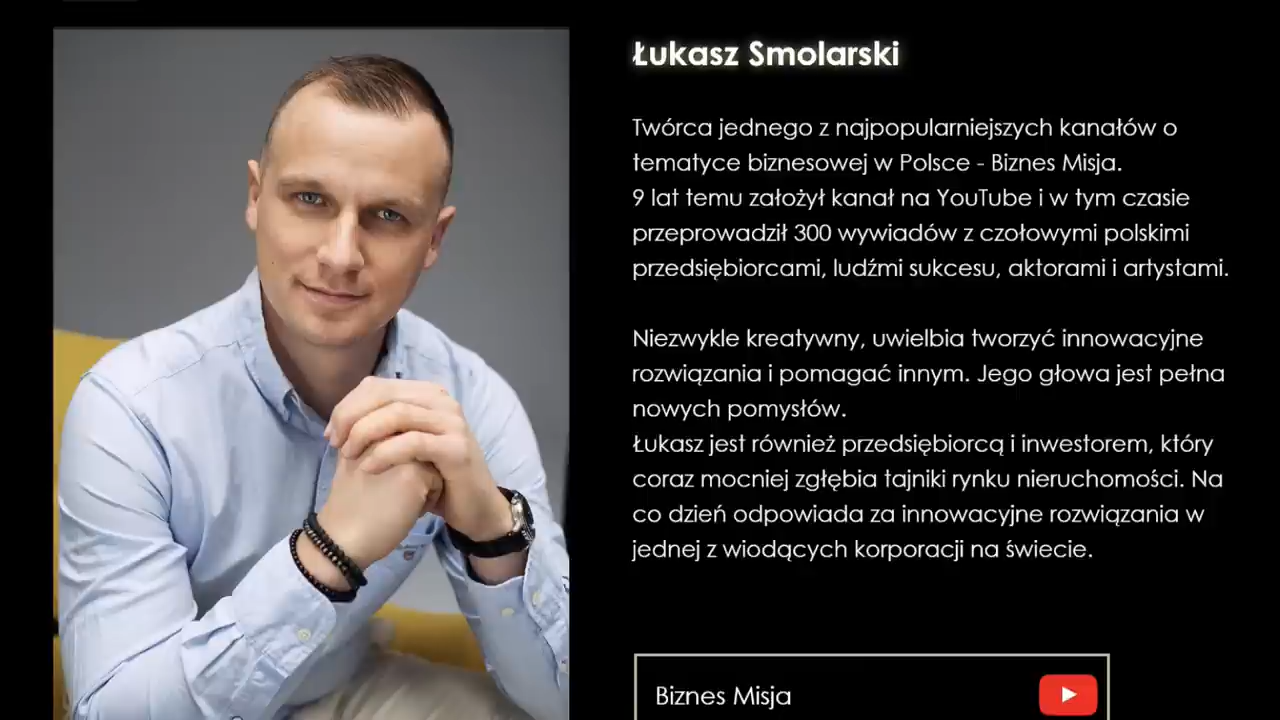 Łukasz Smolarski
Twórca jednego z najpopularniejszych kanałów o
tematyce biznesowej w Polsce - Biznes Misja.
9 lat temu założył kanał na YouTube i w tym czasie
przeprowadził 300 wywiadów z czołowymi polskimi
przedsiębiorcami, ludźmi sukcesu, aktorami i artystami.
Niezwykle kreatywny, uwielbia tworzyć innowacyjne
rozwiązania i pomagać innym. Jego głowa jest pełna
nowych pomysłów.
Łukasz jest również przedsiębiorcą i inwestorem, który
coraz mocniej zgłębia tajniki rynku nieruchomości. Na
co dzień odpowiada za innowacyjne rozwiązania w
jednej z wiodących korporacji na świecie.
Biznes Misja